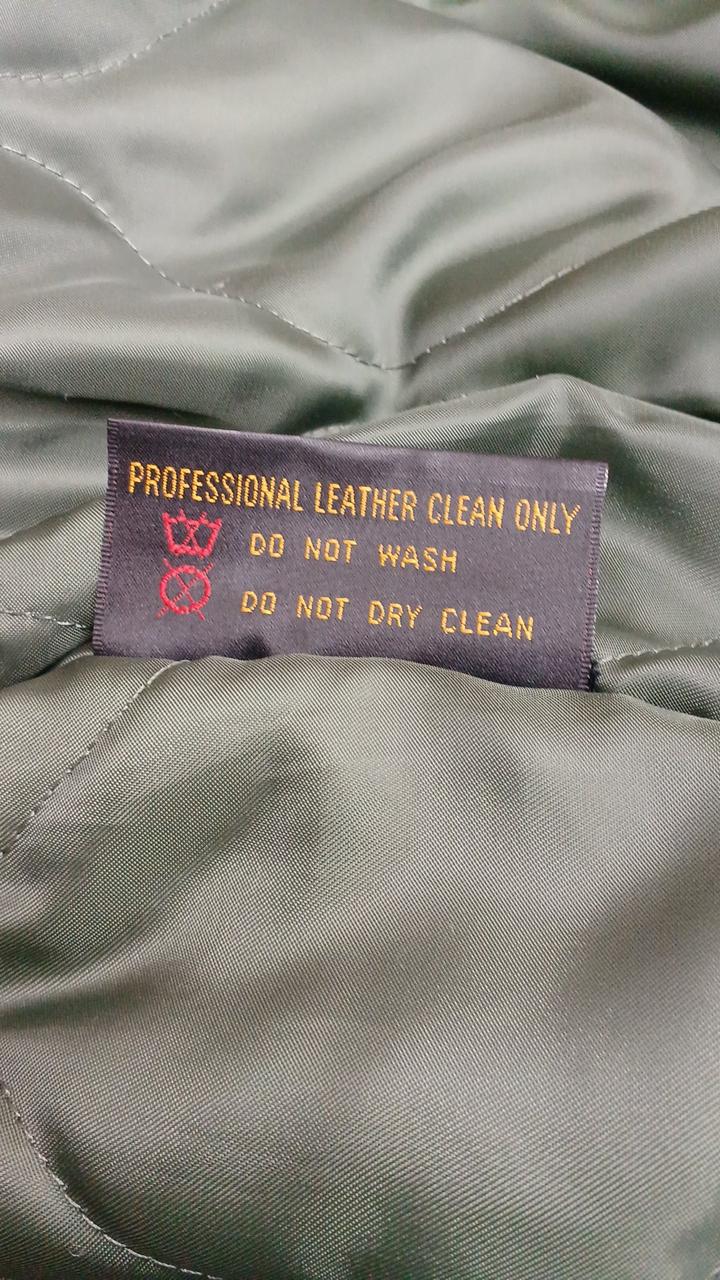 PROFESSIONAL LEATHER CLEAN ONLY
DO NOT WASH
DO NOT DRY CLEAN